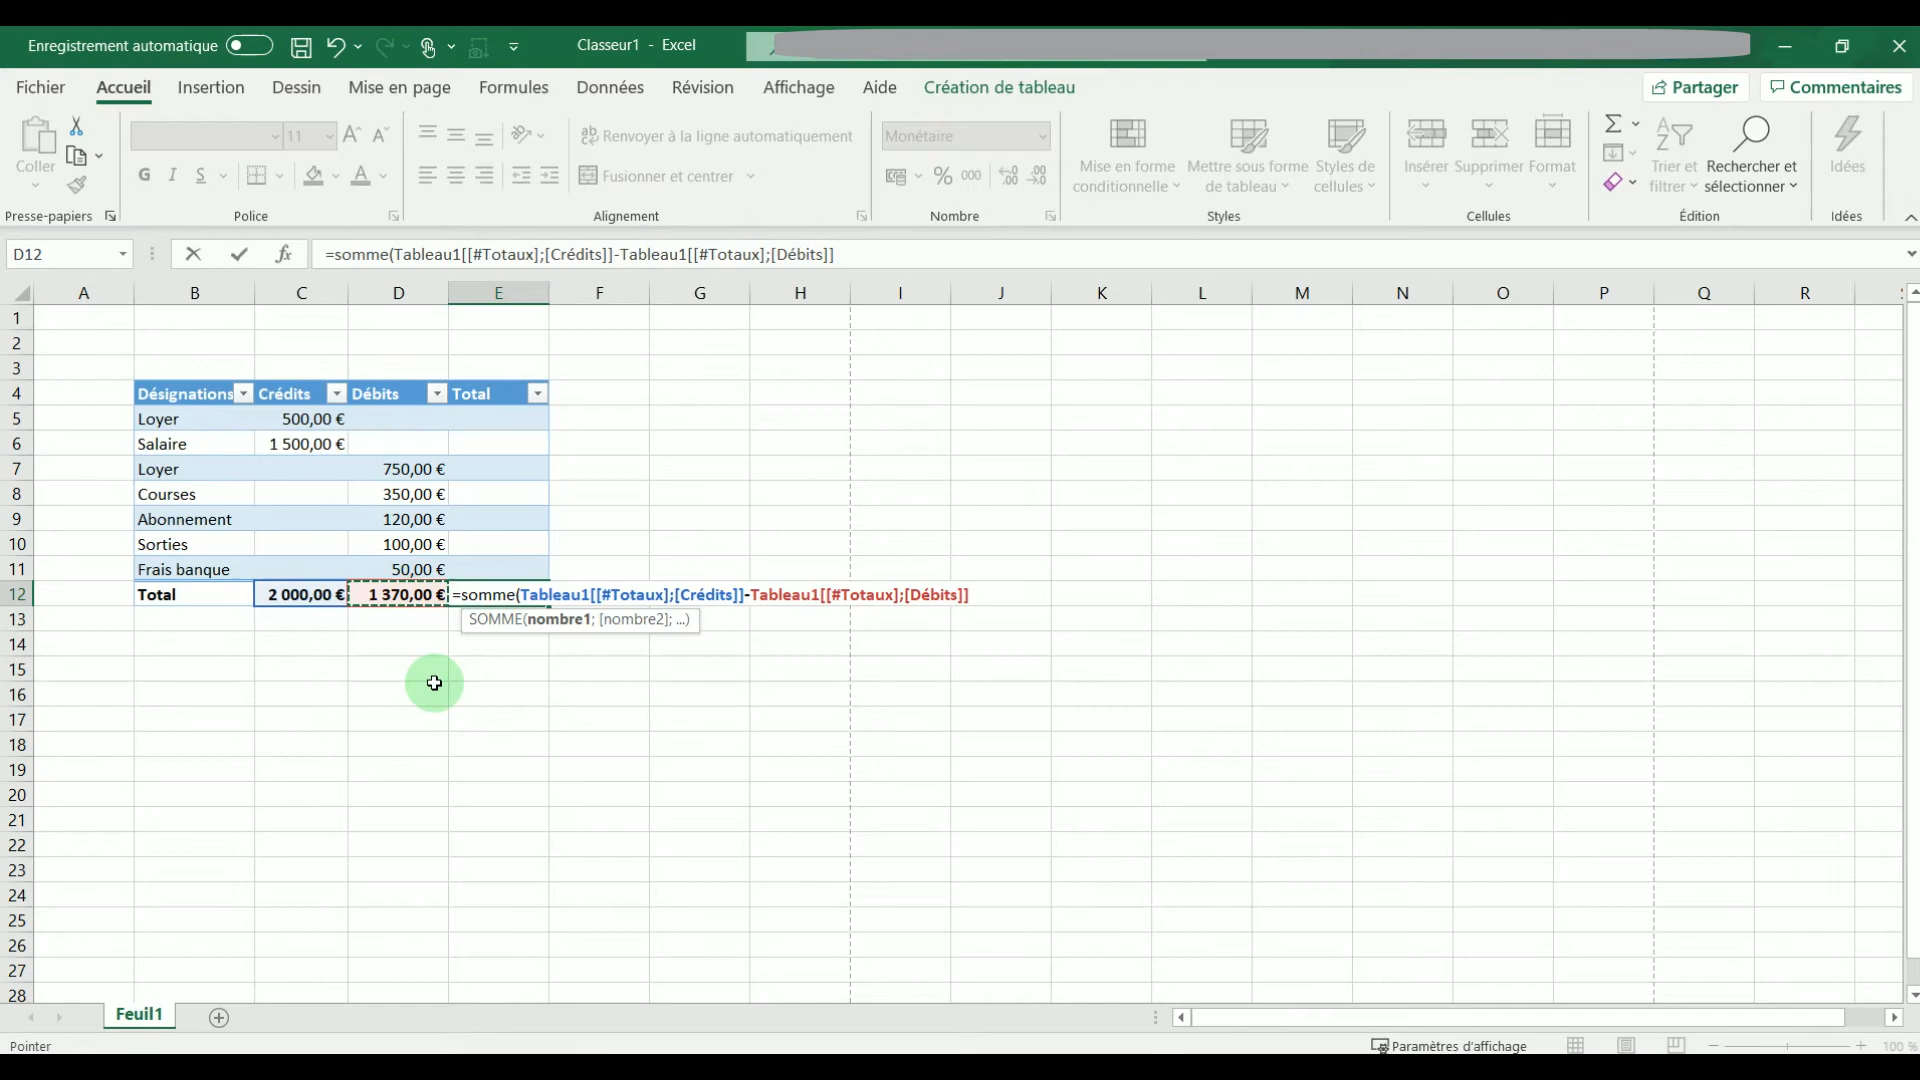 Enregistrement automatique
Classeur1 - Excel
Fichier Accueil Insertion Dessin Mise en page Formules Données Révision Affichage Aide Création de tableau Partager Commentaires
Coller
Presse-papiers
11
G I S
Police
Renvoyer à la ligne automatiquement
Fusionner et centrer
Alignement
Monétaire
% 000
Nombre
Mise en forme conditionnelle
Mettre sous forme de tableau
Styles de cellules
Styles
Insérer Supprimer Format
Cellules
Trier et filtrer
Rechercher et sélectionner
Édition
Idées
Idées
D12 fx =somme(Tableau1[[#Totaux];[Crédits]]-Tableau1[[#Totaux];[Débits]]
A B C D E F G H I J K L M N O P Q R
1
2
3
4 Désignations Crédits Débits Total
5 Loyer 500,00 €
6 Salaire 1 500,00 €
7 Loyer 750,00 €
8 Courses 350,00 €
9 Abonnement 120,00 €
10 Sorties 100,00 €
11 Frais banque 50,00 €
12 Total 2 000,00 € 1 370,00 € =somme(Tableau1[[#Totaux];[Crédits]]-Tableau1[[#Totaux];[Débits]]
13 SOMME(nombre1; [nombre2]; ...)
14
15
16
17
18
19
20
21
22
23
24
25
26
27
28
Feuil1
Pointer
Paramètres d'affichage
100 %